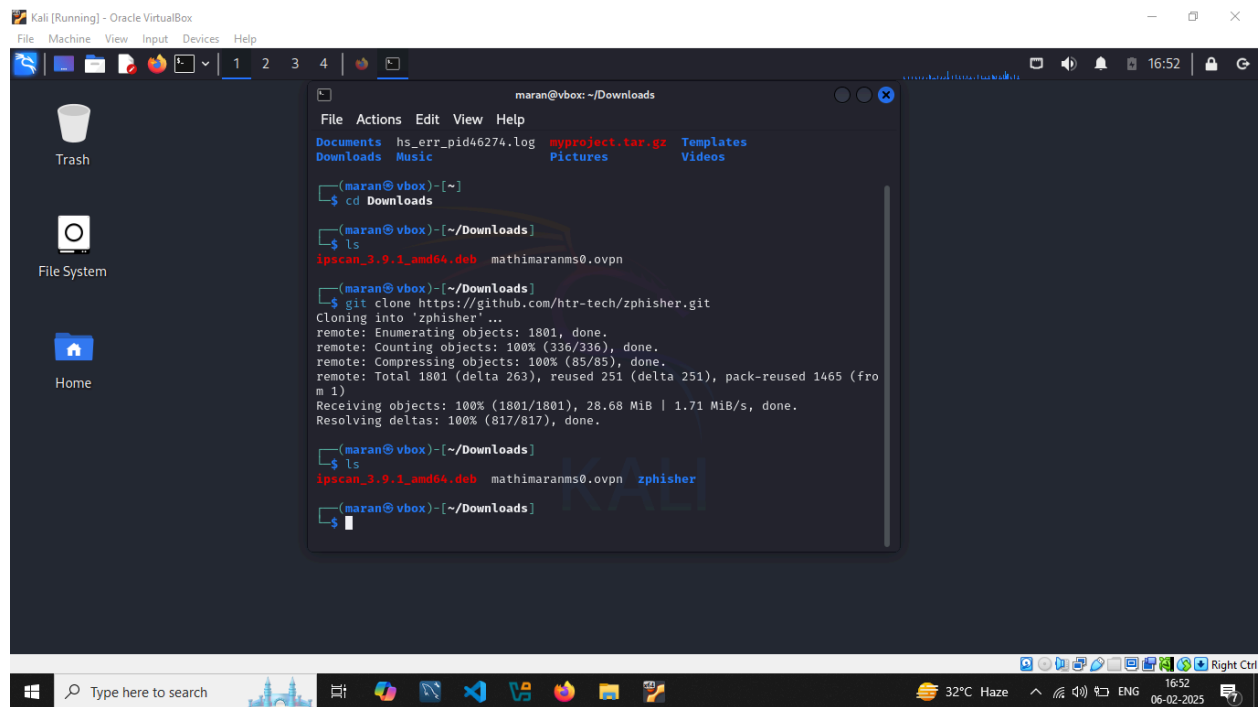 Kali [Running] - Oracle VirtualBox
File Machine View Input Devices Help
1 2 3 4
16:52
maran@vbox: ~/Downloads
File Actions Edit View Help
Documents hs_err_pid46274.log myproject.tar.gz Templates
Downloads Music Pictures Videos
┌──(maran㉿vbox)-[~]
└─$ cd Downloads
┌──(maran㉿vbox)-[~/Downloads]
└─$ ls
ipscan_3.9.1_amd64.deb mathimaranms0.ovpn
┌──(maran㉿vbox)-[~/Downloads]
└─$ git clone https://github.com/htr-tech/zphisher.git
Cloning into 'zphisher'...
remote: Enumerating objects: 1801, done.
remote: Counting objects: 100% (336/336), done.
remote: Compressing objects: 100% (85/85), done.
remote: Total 1801 (delta 263), reused 251 (delta 251), pack-reused 1465 (fro
m 1)
Receiving objects: 100% (1801/1801), 28.68 MiB | 1.71 MiB/s, done.
Resolving deltas: 100% (817/817), done.
┌──(maran㉿vbox)-[~/Downloads]
└─$ ls
ipscan_3.9.1_amd64.deb mathimaranms0.ovpn zphisher
┌──(maran㉿vbox)-[~/Downloads]
└─$
KALI
Trash
File System
Home
Right Ctrl
Type here to search
32°C Haze
ENG
16:52
06-02-2025
7